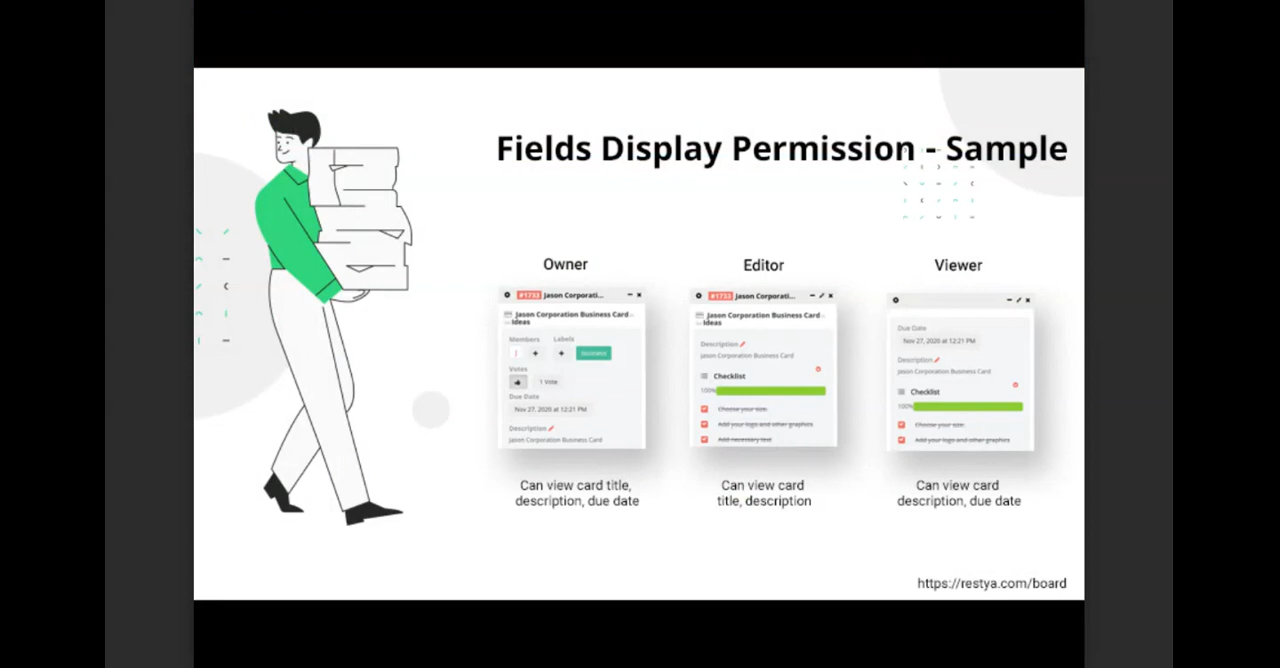 Fields Display Permission - Sample
Owner
#1733 Jason Corporati...
Jason Corporation Business Card
Ideas
Members Labels
Votes
1 Vote
Due Date
Nov 27, 2020 at 12:21 PM
Description
Jason Corporation Business Card
Can view card title,
description, due date
Editor
#1733 Jason Corporati...
Jason Corporation Business Card
Ideas
Description
Jason Corporation Business Card
Checklist
100%
Choose your size
Add your logo and other graphics
Add necessary text
Can view card
title, description
Viewer
Due Date
Nov 27, 2020 at 12:21 PM
Description
Jason Corporation Business Card
Checklist
100%
Choose your size
Add your logo and other graphics
Can view card
description, due date
https://restya.com/board